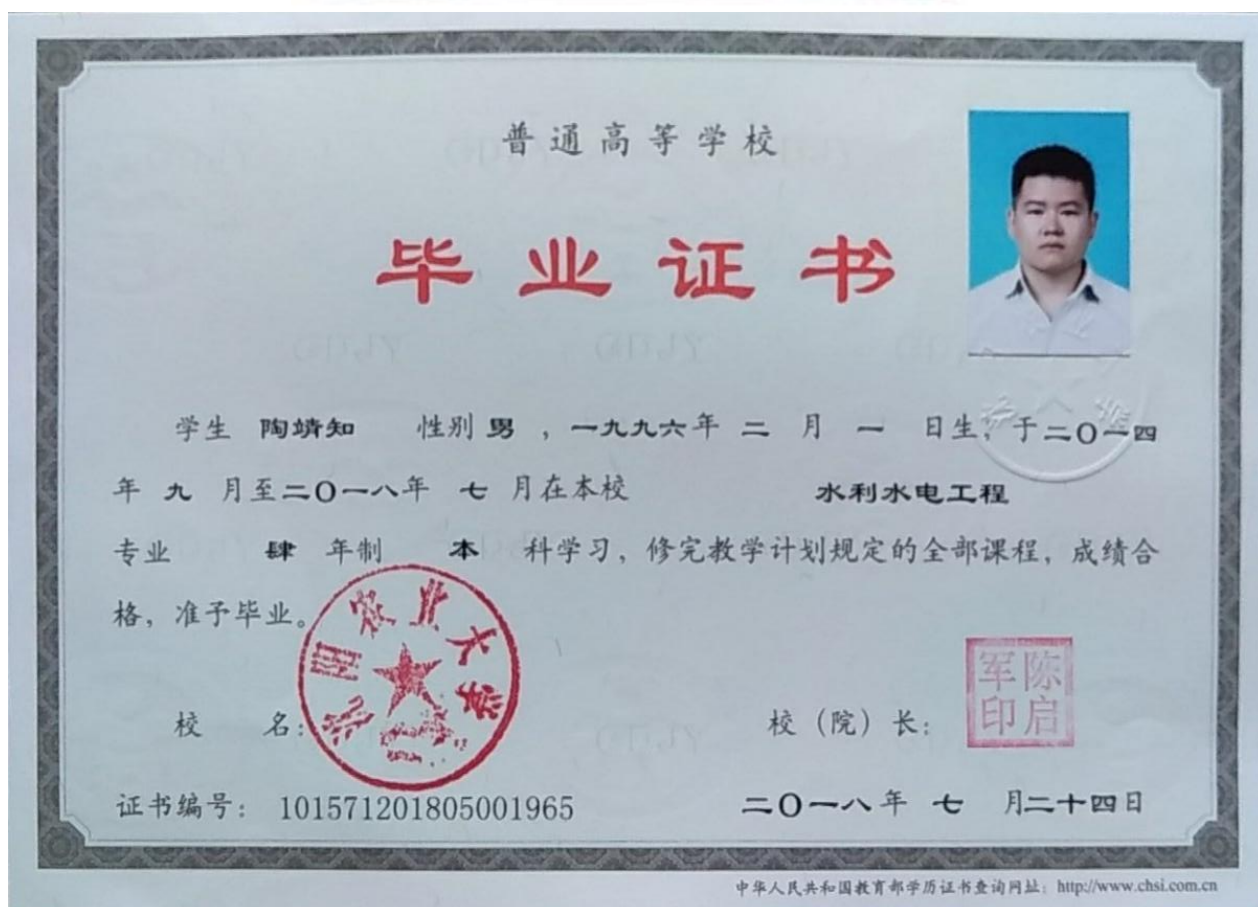 普通高等学校
毕业证书
学生 陶靖知 性别 男 ，一九九六年 二 月 一 日生，于二〇一四
年 九 月至二〇一八年 七 月在本校 水利水电工程
专业 肆 年制 本 科学习，修完教学计划规定的全部课程，成绩合
格，准予毕业。
沈阳农业大学
校 名： 校（院）长：
陈启军印
证书编号： 101571201805001965 二〇一八年 七 月二十四日
中华人民共和国教育部学历证书查询网址：http://www.chsi.com.cn